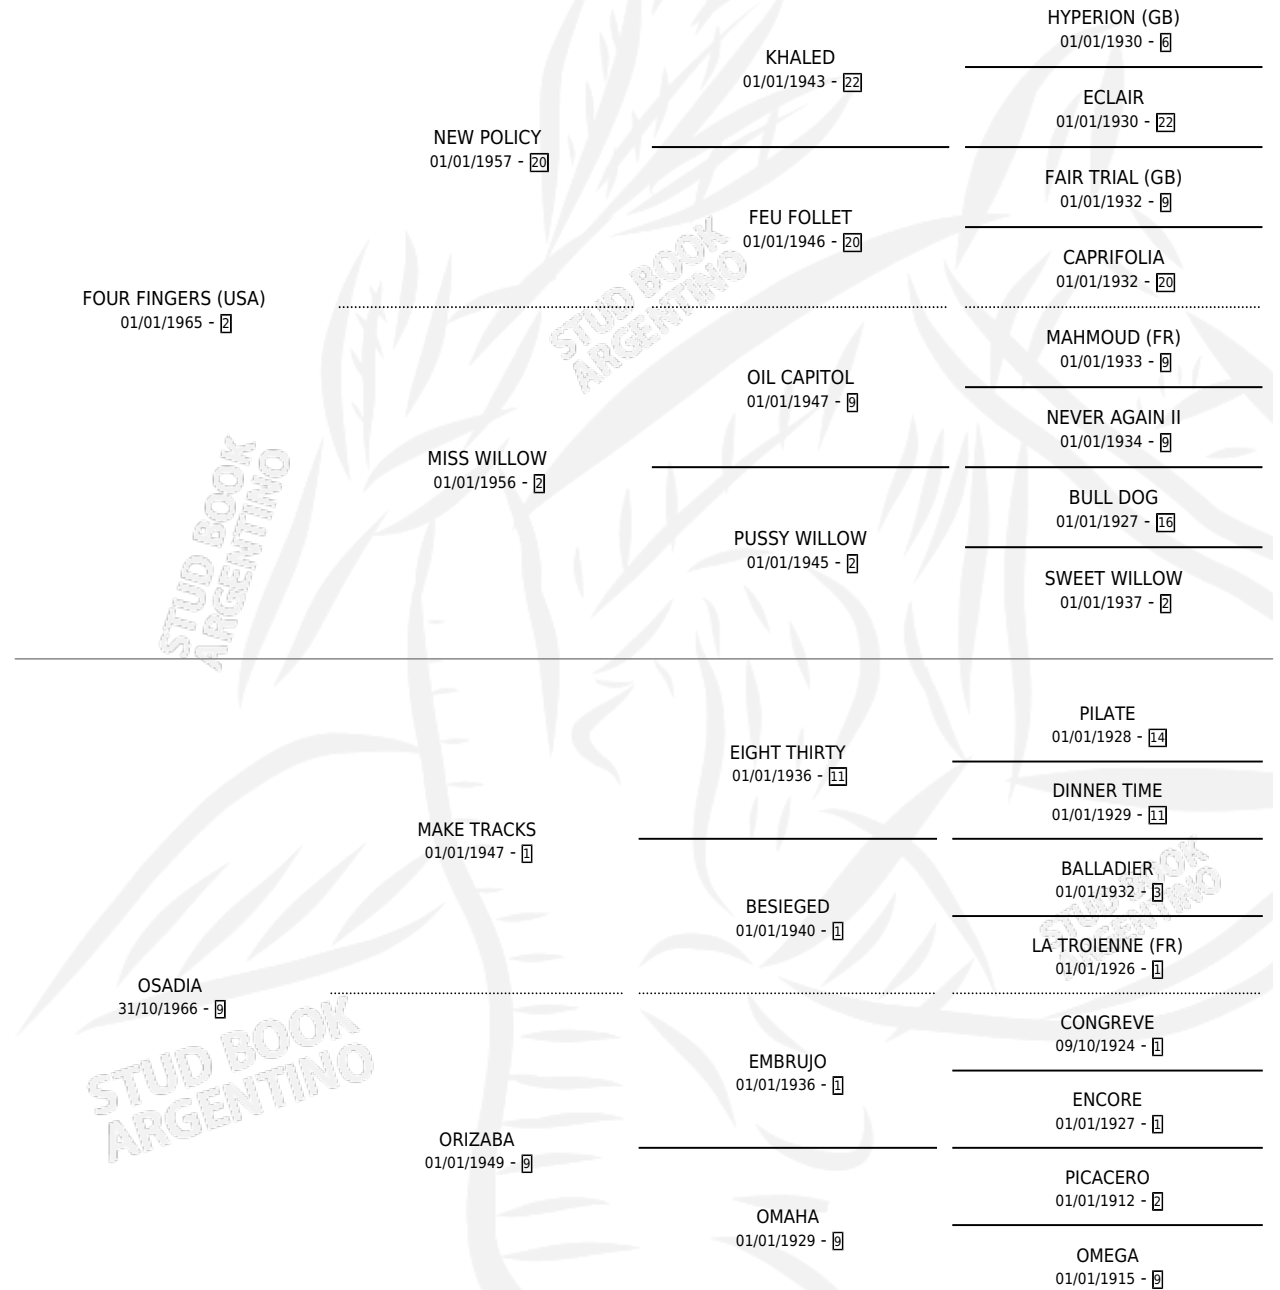 HYPERION (GB)
01/01/1930 - 6
KHALED
01/01/1943 - 22
ECLAIR
01/01/1930 - 22
NEW POLICY
01/01/1957 - 20
FAIR TRIAL (GB)
01/01/1932 - 9
FEU FOLLET
01/01/1946 - 20
CAPRIFOLIA
01/01/1932 - 20
FOUR FINGERS (USA)
01/01/1965 - 2
STUD BOOK
ARGENTINO
MAHMOUD (FR)
01/01/1933 - 9
OIL CAPITOL
01/01/1947 - 9
NEVER AGAIN II
01/01/1934 - 9
MISS WILLOW
01/01/1956 - 2
STUD BOOK
ARGENTINO
BULL DOG
01/01/1927 - 16
PUSSY WILLOW
01/01/1945 - 2
SWEET WILLOW
01/01/1937 - 2
PILATE
01/01/1928 - 14
EIGHT THIRTY
01/01/1936 - 11
DINNER TIME
01/01/1929 - 11
MAKE TRACKS
01/01/1947 - 1
BALLADIER
01/01/1932 - 3
STUD BOOK
ARGENTINO
BESIEGED
01/01/1940 - 1
LA TROIENNE (FR)
01/01/1926 - 1
OSADIA
31/10/1966 - 9
STUD BOOK
ARGENTINO
CONGREVE
09/10/1924 - 1
EMBRUJO
01/01/1936 - 1
ENCORE
01/01/1927 - 1
ORIZABA
01/01/1949 - 9
PICACERO
01/01/1912 - 2
OMAHA
01/01/1929 - 9
OMEGA
01/01/1915 - 9